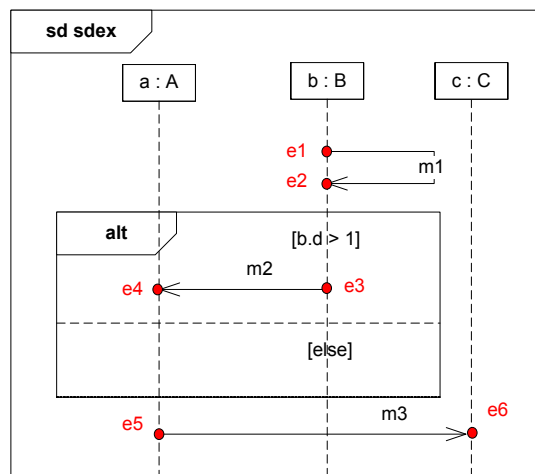 sd sdex
a : A
b : B
c : C
e1
m1
e2
alt
[b.d > 1]
m2
e4
e3
[else]
m3
e5
e6